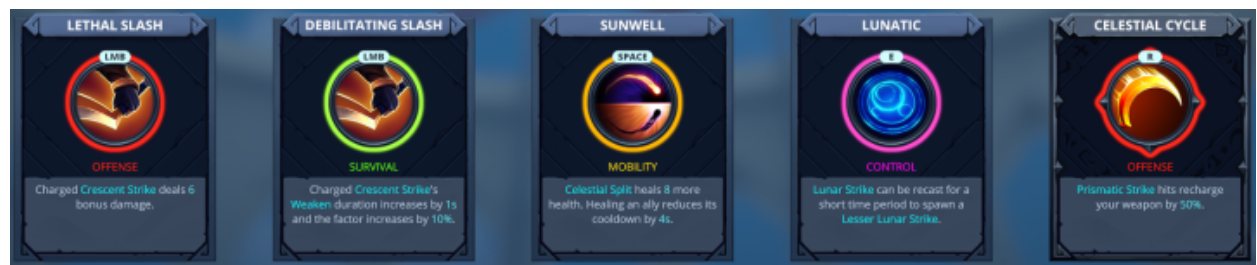 LETHAL SLASH
LMB
OFFENSE
Charged Crescent Strike deals 6
bonus damage.
DEBILITATING SLASH
LMB
SURVIVAL
Charged Crescent Strike's
Weaken duration increases by 1s
and the factor increases by 10%.
SUNWELL
SPACE
MOBILITY
Celestial Split heals 8 more
health. Healing an ally reduces its
cooldown by 4s.
LUNATIC
E
CONTROL
Lunar Strike can be recast for a
short time period to spawn a
Lesser Lunar Strike.
CELESTIAL CYCLE
R
OFFENSE
Prismatic Strike hits recharge
your weapon by 50%.